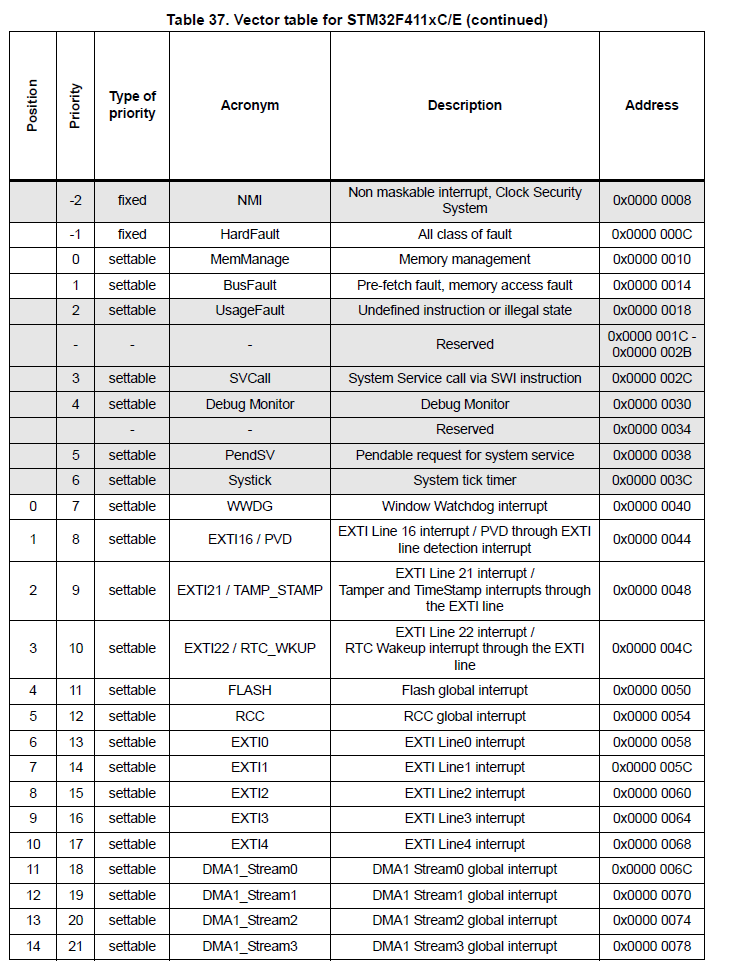 Table 37. Vector table for STM32F411xC/E (continued)
Position Priority Type of priority Acronym Description Address
-2 fixed NMI Non maskable interrupt, Clock Security System 0x0000 0008
-1 fixed HardFault All class of fault 0x0000 000C
0 settable MemManage Memory management 0x0000 0010
1 settable BusFault Pre-fetch fault, memory access fault 0x0000 0014
2 settable UsageFault Undefined instruction or illegal state 0x0000 0018
- - - Reserved 0x0000 001C - 0x0000 002B
3 settable SVCall System Service call via SWI instruction 0x0000 002C
4 settable Debug Monitor Debug Monitor 0x0000 0030
- - Reserved 0x0000 0034
5 settable PendSV Pendable request for system service 0x0000 0038
6 settable Systick System tick timer 0x0000 003C
0 7 settable WWDG Window Watchdog interrupt 0x0000 0040
1 8 settable EXTI16 / PVD EXTI Line 16 interrupt / PVD through EXTI line detection interrupt 0x0000 0044
2 9 settable EXTI21 / TAMP_STAMP EXTI Line 21 interrupt / Tamper and TimeStamp interrupts through the EXTI line 0x0000 0048
3 10 settable EXTI22 / RTC_WKUP EXTI Line 22 interrupt / RTC Wakeup interrupt through the EXTI line 0x0000 004C
4 11 settable FLASH Flash global interrupt 0x0000 0050
5 12 settable RCC RCC global interrupt 0x0000 0054
6 13 settable EXTI0 EXTI Line0 interrupt 0x0000 0058
7 14 settable EXTI1 EXTI Line1 interrupt 0x0000 005C
8 15 settable EXTI2 EXTI Line2 interrupt 0x0000 0060
9 16 settable EXTI3 EXTI Line3 interrupt 0x0000 0064
10 17 settable EXTI4 EXTI Line4 interrupt 0x0000 0068
11 18 settable DMA1_Stream0 DMA1 Stream0 global interrupt 0x0000 006C
12 19 settable DMA1_Stream1 DMA1 Stream1 global interrupt 0x0000 0070
13 20 settable DMA1_Stream2 DMA1 Stream2 global interrupt 0x0000 0074
14 21 settable DMA1_Stream3 DMA1 Stream3 global interrupt 0x0000 0078